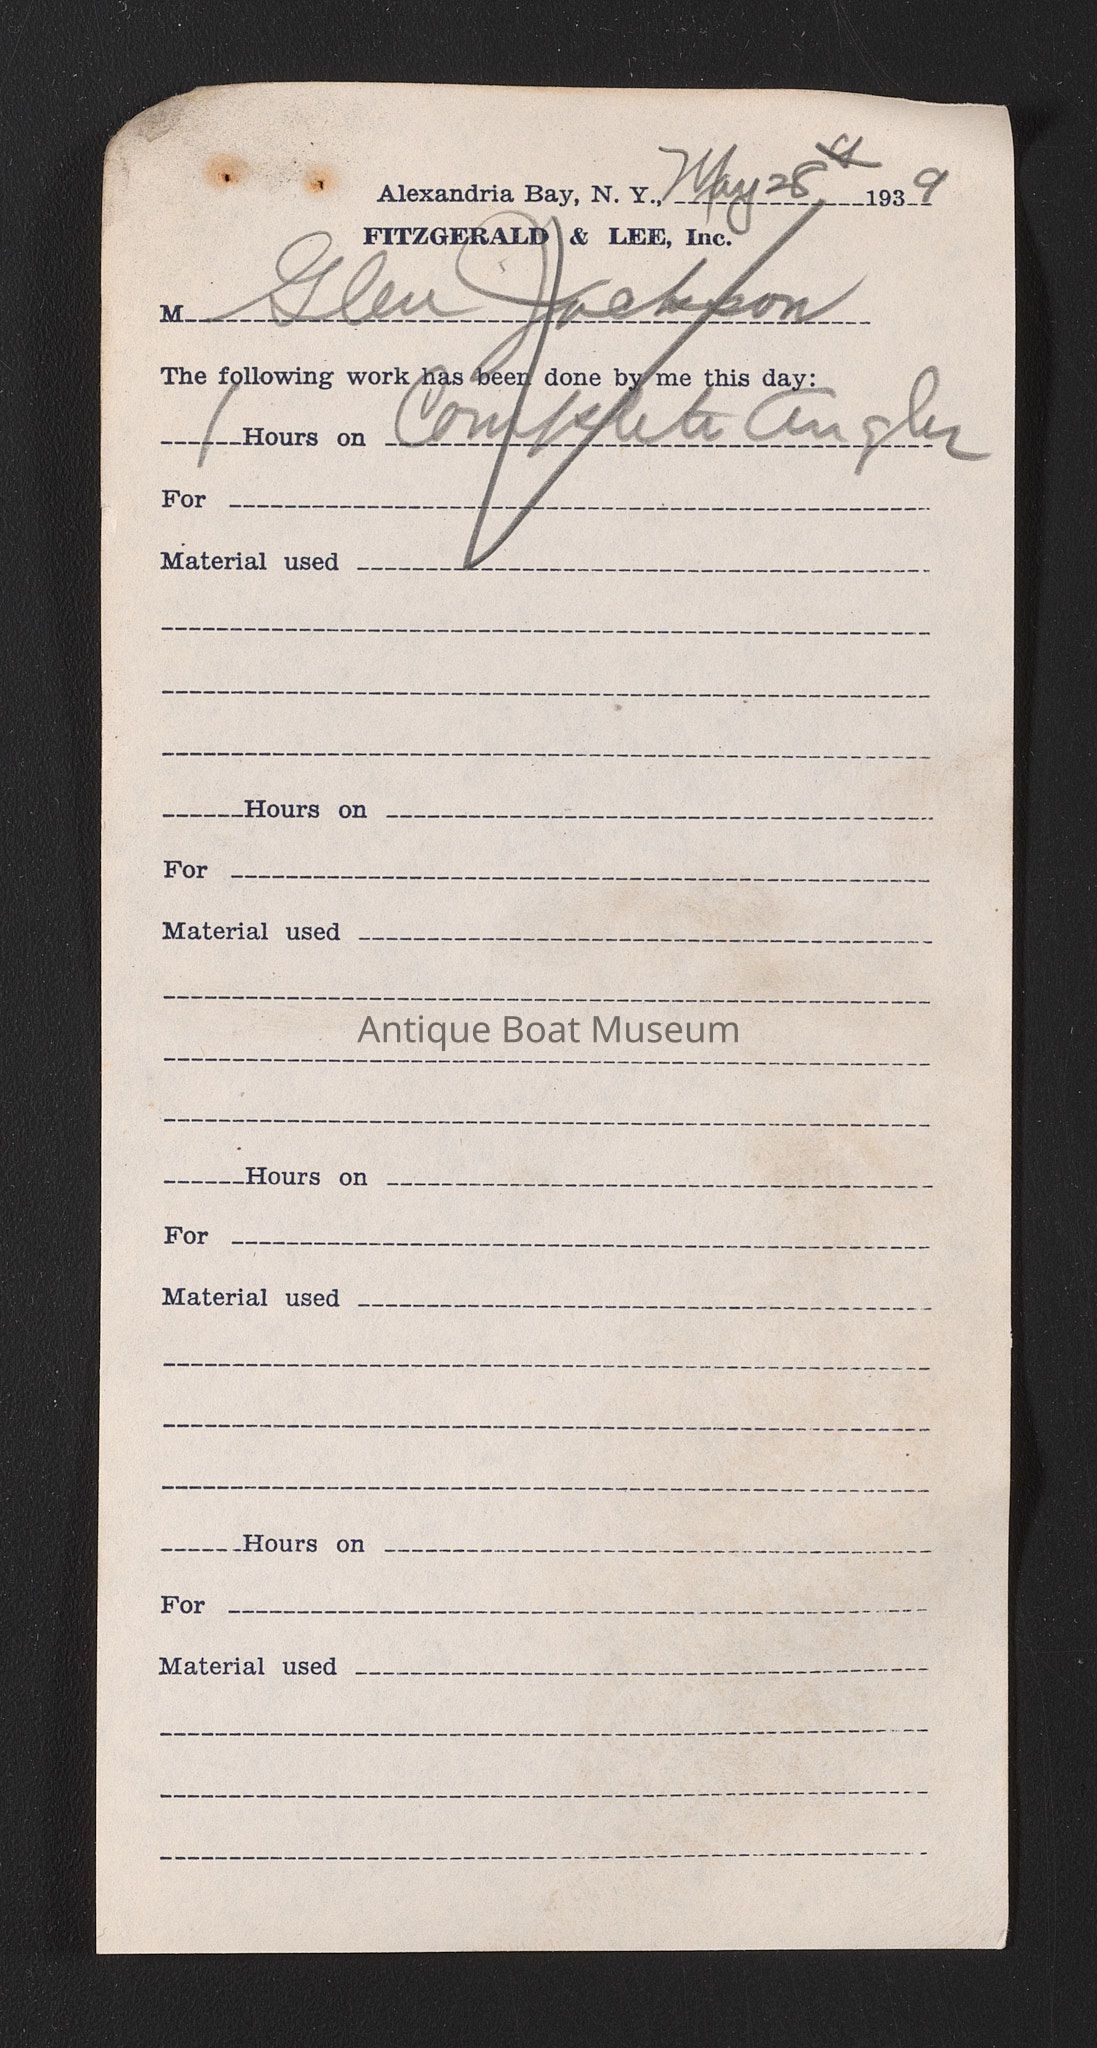 Alexandria Bay, N. Y., May 28 1939
FITZGERALD & LEE, Inc.
M Glen Jackson
The following work has been done by me this day:
1 Hours on Complete Angler
For
Material used
Hours on
For
Material used
Antique Boat Museum
Hours on
For
Material used
Hours on
For
Material used